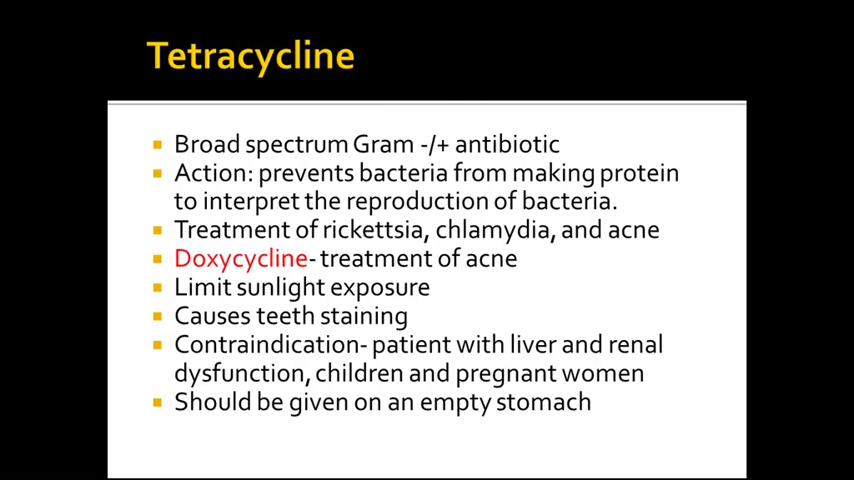 Tetracycline
Broad spectrum Gram -/+ antibiotic
Action: prevents bacteria from making protein
to interpret the reproduction of bacteria.
Treatment of rickettsia, chlamydia, and acne
Doxycycline- treatment of acne
Limit sunlight exposure
Causes teeth staining
Contraindication- patient with liver and renal
dysfunction, children and pregnant women
Should be given on an empty stomach